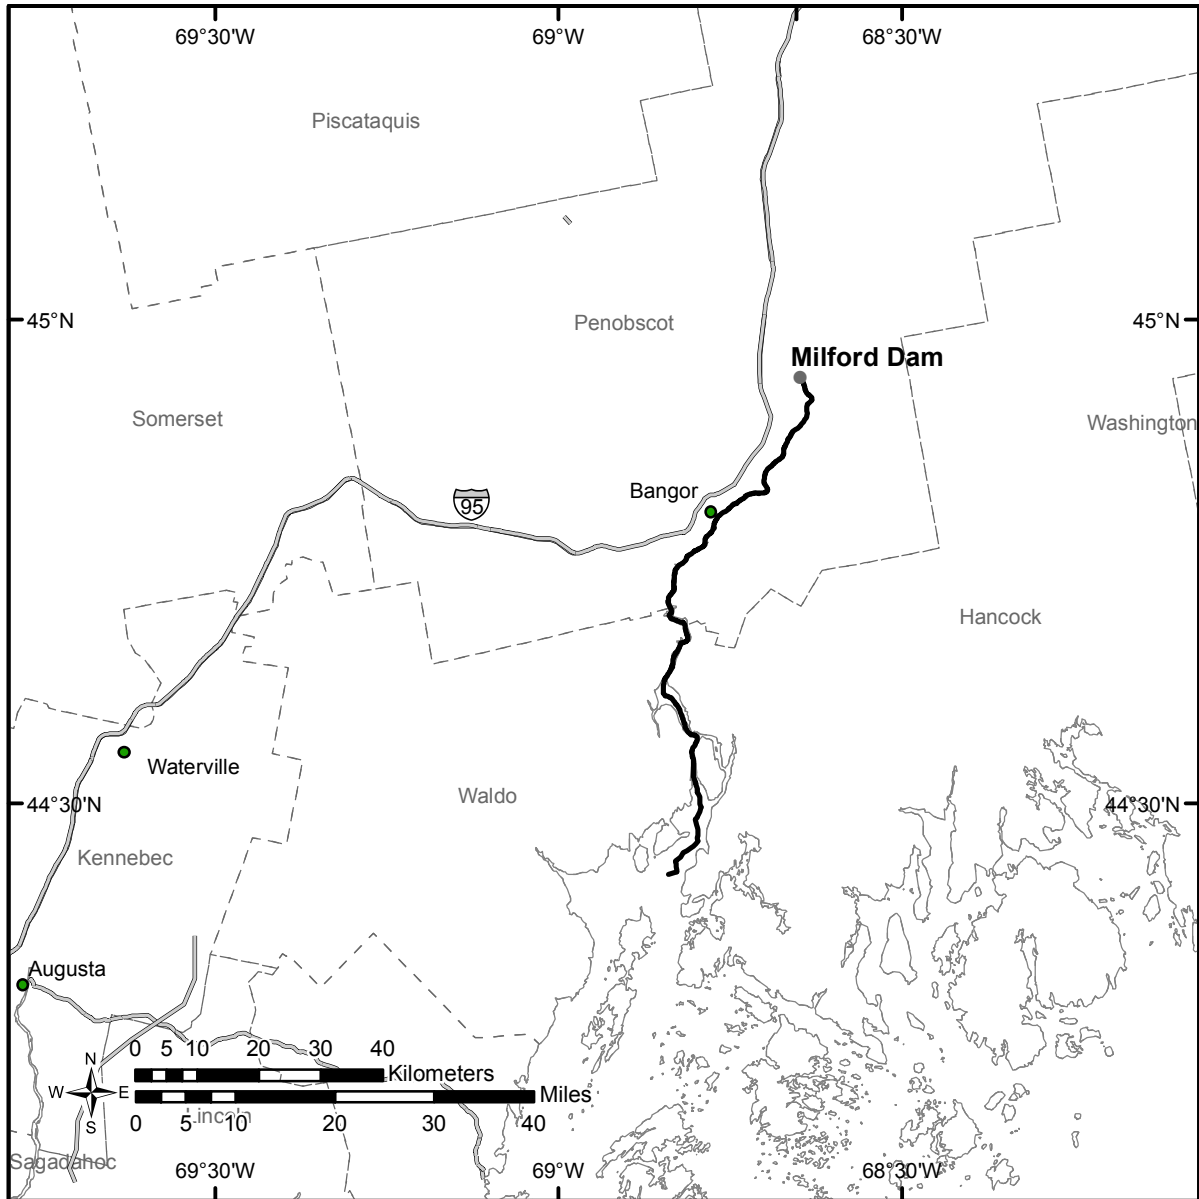 69°30'W
69°W
68°30'W
Piscataquis
45°N
Penobscot
45°N
Milford Dam
Somerset
Washington
Bangor
95
Hancock
Waterville
Waldo
44°30'N
44°30'N
Kennebec
Augusta
0 5 10 20 30 40
N
Kilometers
W E
Miles
S
Lincoln
0 5 10 20 30 40
Sagadahoc
69°30'W
69°W
68°30'W